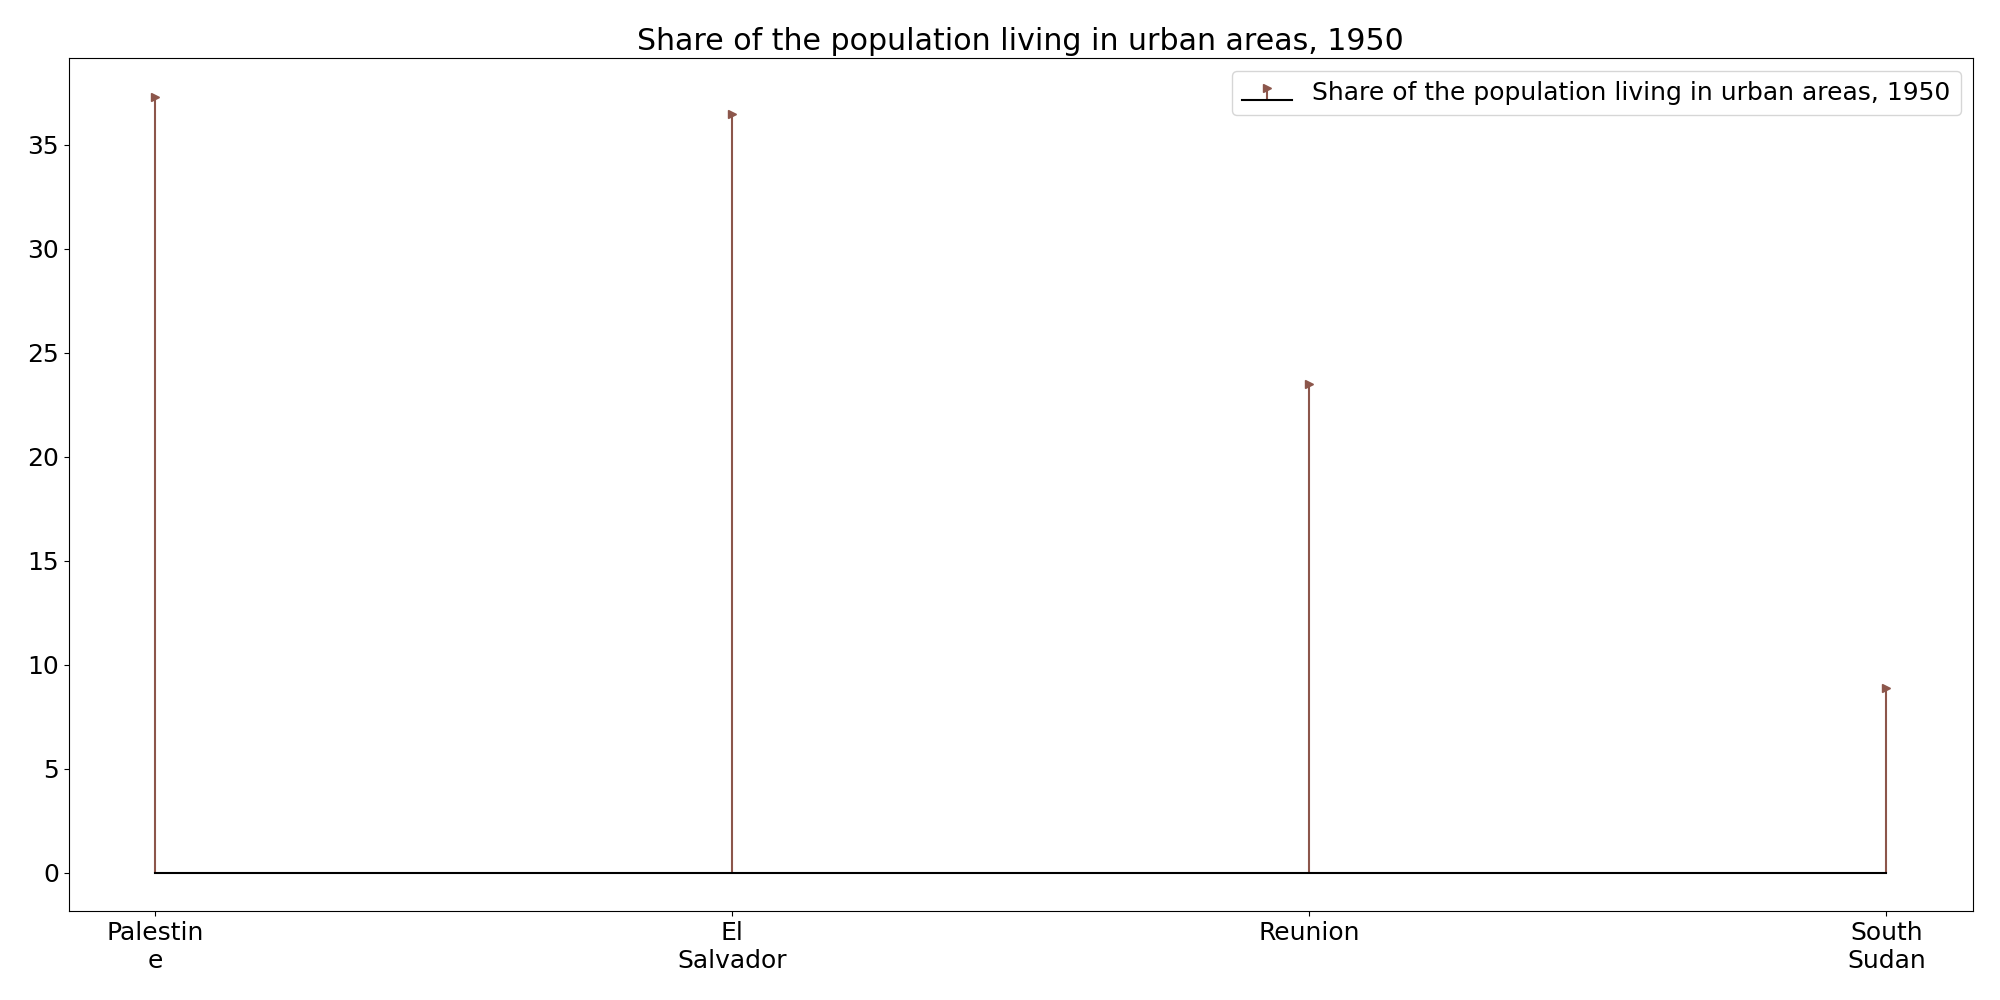 Share of the population living in urban areas, 1950
Share of the population living in urban areas, 1950
35
30
25
20
15
10
5
0
Palestin
e
El
Salvador
Reunion
South
Sudan